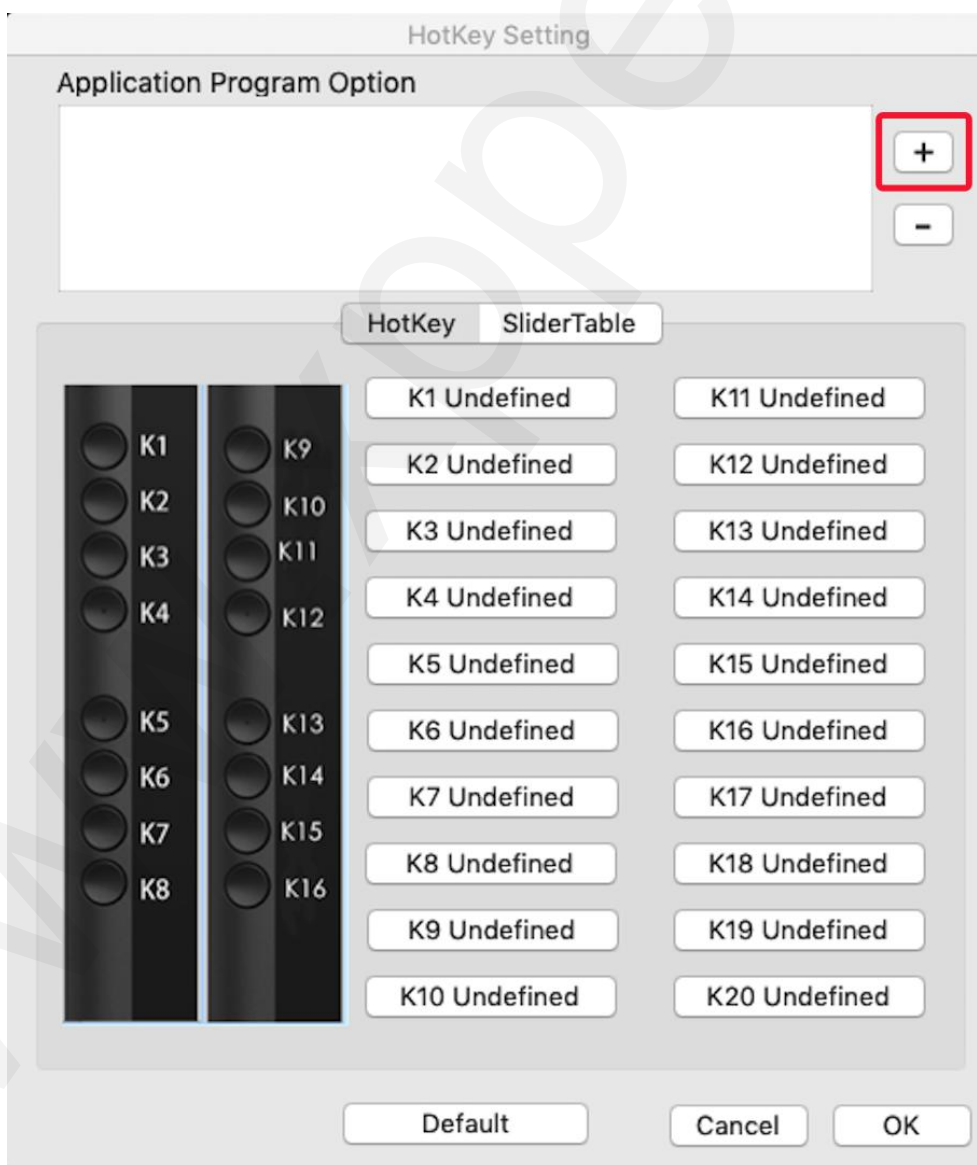 HotKey Setting
Application Program Option
+
-
HotKey SliderTable
K1 K9
K2 K10
K3 K11
K4 K12
K5 K13
K6 K14
K7 K15
K8 K16
K1 Undefined K11 Undefined
K2 Undefined K12 Undefined
K3 Undefined K13 Undefined
K4 Undefined K14 Undefined
K5 Undefined K15 Undefined
K6 Undefined K16 Undefined
K7 Undefined K17 Undefined
K8 Undefined K18 Undefined
K9 Undefined K19 Undefined
K10 Undefined K20 Undefined
Default Cancel OK